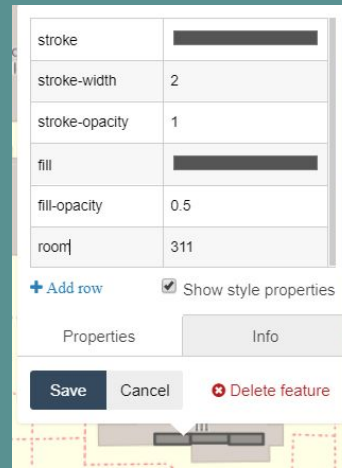 stroke
stroke-width 2
stroke-opacity 1
fill
fill-opacity 0.5
room 311
+ Add row Show style properties
Properties Info
Save Cancel Delete feature